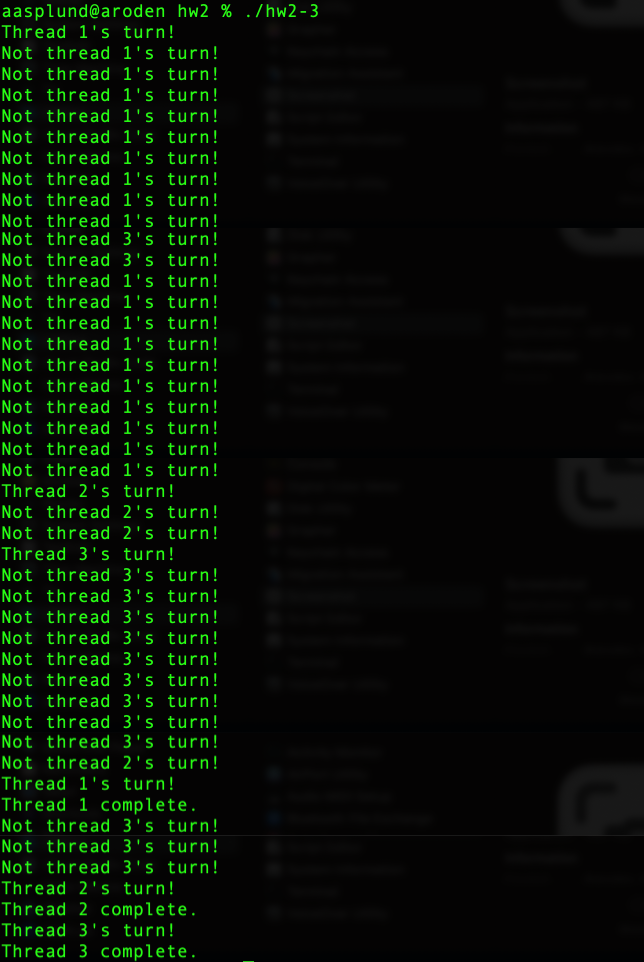 aasplund@aroden hw2 % ./hw2-3
Thread 1's turn!
Not thread 1's turn!
Not thread 1's turn!
Not thread 1's turn!
Not thread 1's turn!
Not thread 1's turn!
Not thread 1's turn!
Not thread 1's turn!
Not thread 1's turn!
Not thread 1's turn!
Not thread 3's turn!
Not thread 3's turn!
Not thread 1's turn!
Not thread 1's turn!
Not thread 1's turn!
Not thread 1's turn!
Not thread 1's turn!
Not thread 1's turn!
Not thread 1's turn!
Not thread 1's turn!
Not thread 1's turn!
Not thread 1's turn!
Thread 2's turn!
Not thread 2's turn!
Not thread 2's turn!
Thread 3's turn!
Not thread 3's turn!
Not thread 3's turn!
Not thread 3's turn!
Not thread 3's turn!
Not thread 3's turn!
Not thread 3's turn!
Not thread 3's turn!
Not thread 3's turn!
Not thread 3's turn!
Not thread 2's turn!
Thread 1's turn!
Thread 1 complete.
Not thread 3's turn!
Not thread 3's turn!
Not thread 3's turn!
Thread 2's turn!
Thread 2 complete.
Thread 3's turn!
Thread 3 complete.